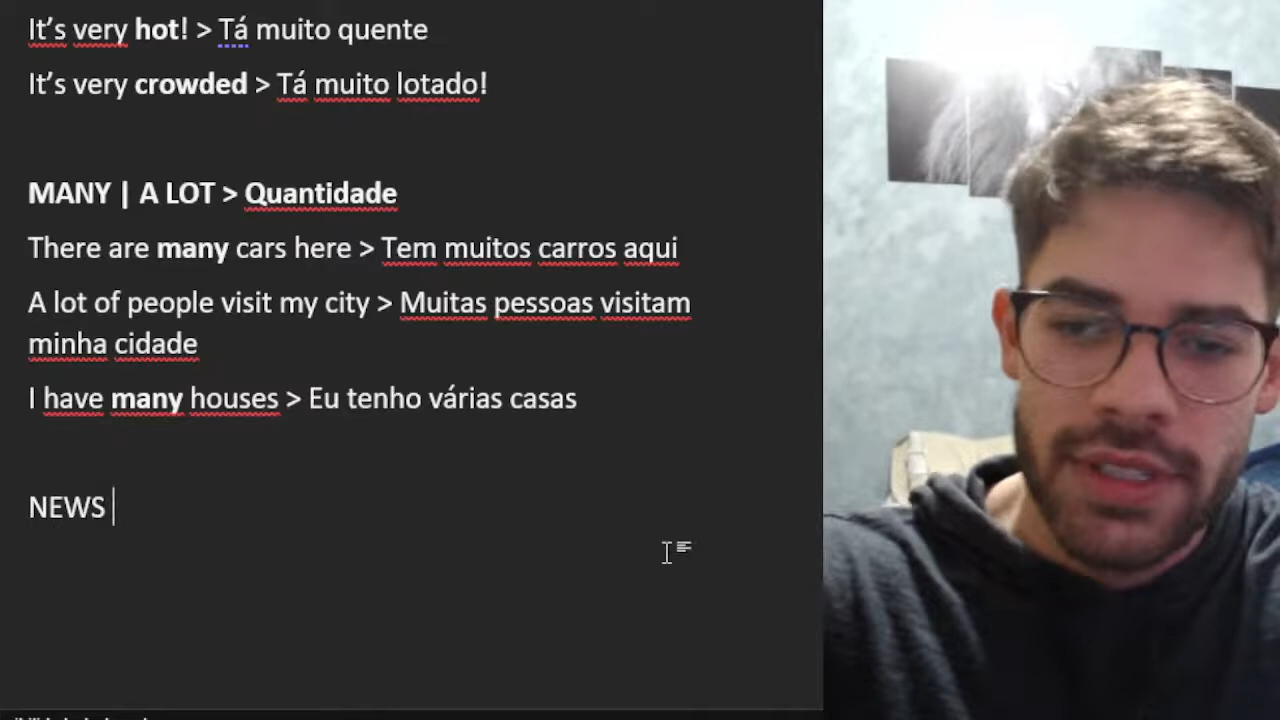 It’s very hot! > Tá muito quente
It’s very crowded > Tá muito lotado!
MANY | A LOT > Quantidade
There are many cars here > Tem muitos carros aqui
A lot of people visit my city > Muitas pessoas visitam
minha cidade
I have many houses > Eu tenho várias casas
NEWS